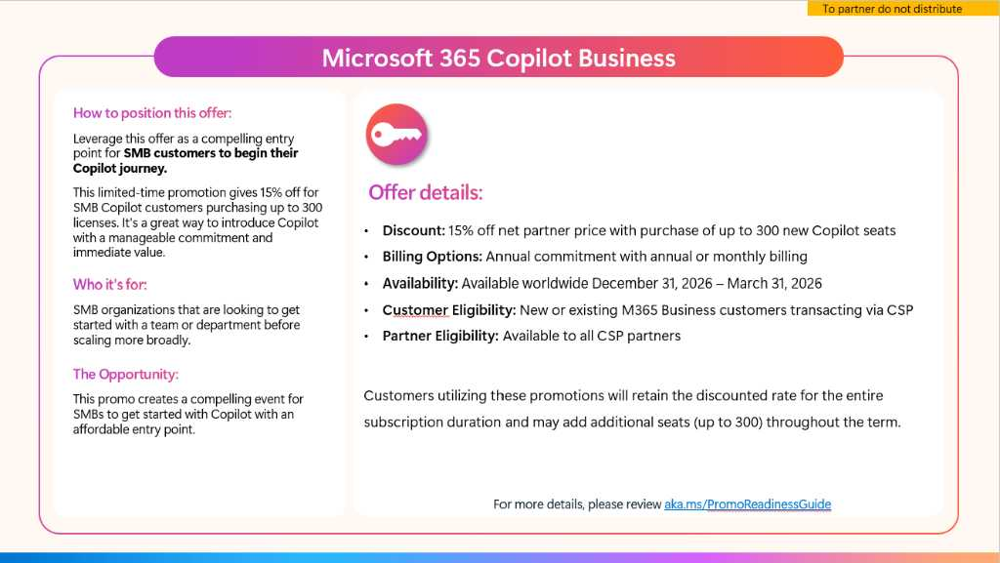 To partner do not distribute
Microsoft 365 Copilot Business
How to position this offer:
Leverage this offer as a compelling entry
point for SMB customers to begin their
Copilot journey.
This limited-time promotion gives 15% off for
SMB Copilot customers purchasing up to 300
licenses. It's a great way to introduce Copilot
with a manageable commitment and
immediate value.
Who it's for:
SMB organizations that are looking to get
started with a team or department before
scaling more broadly.
The Opportunity:
This promo creates a compelling event for
SMBs to get started with Copilot with an
affordable entry point.
Offer details:
• Discount: 15% off net partner price with purchase of up to 300 new Copilot seats
• Billing Options: Annual commitment with annual or monthly billing
• Availability: Available worldwide December 31, 2026 – March 31, 2026
• Customer Eligibility: New or existing M365 Business customers transacting via CSP
• Partner Eligibility: Available to all CSP partners
Customers utilizing these promotions will retain the discounted rate for the entire
subscription duration and may add additional seats (up to 300) throughout the term.
For more details, please review aka.ms/PromoReadinessGuide